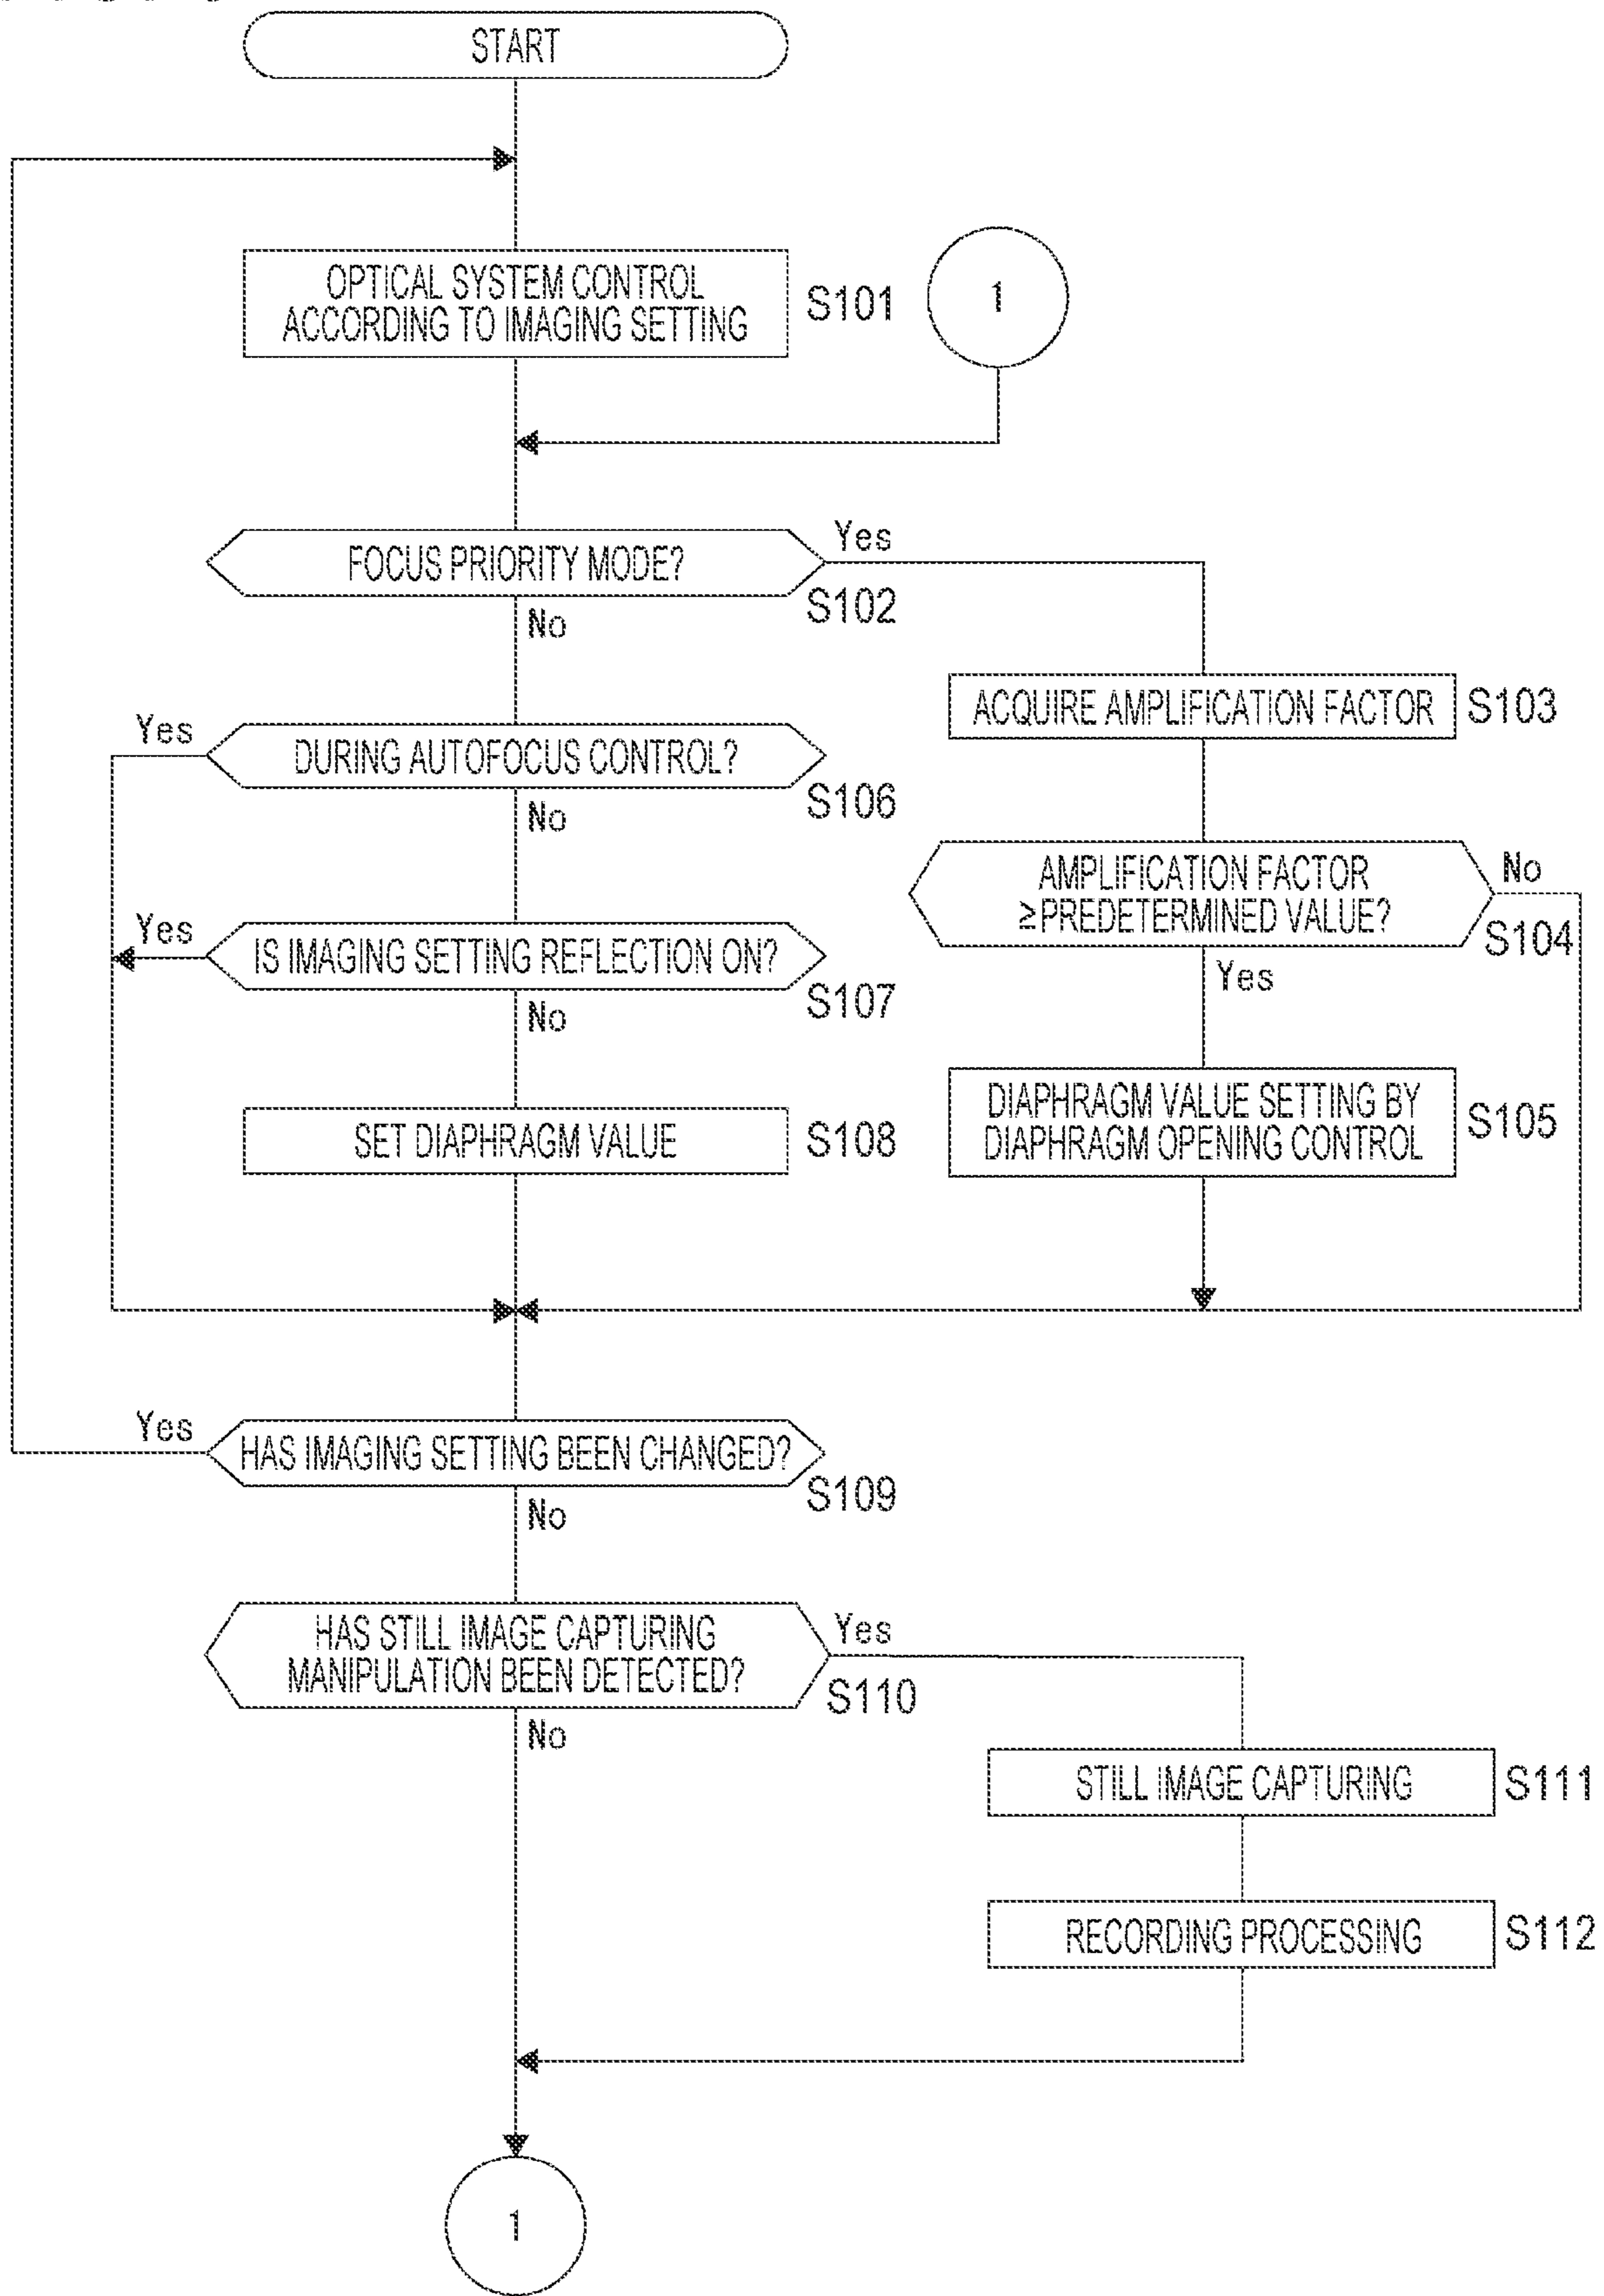 START
OPTICAL SYSTEM CONTROL
ACCORDING TO IMAGING SETTING
S101
1
FOCUS PRIORITY MODE?
Yes
S102
No
ACQUIRE AMPLIFICATION FACTOR
S103
Yes
DURING AUTOFOCUS CONTROL?
S106
No
AMPLIFICATION FACTOR
≥PREDETERMINED VALUE?
No
S104
Yes
Yes
IS IMAGING SETTING REFLECTION ON?
S107
No
DIAPHRAGM VALUE SETTING BY
DIAPHRAGM OPENING CONTROL
S105
SET DIAPHRAGM VALUE
S108
Yes
HAS IMAGING SETTING BEEN CHANGED?
S109
No
HAS STILL IMAGE CAPTURING
MANIPULATION BEEN DETECTED?
Yes
S110
No
STILL IMAGE CAPTURING
S111
RECORDING PROCESSING
S112
1